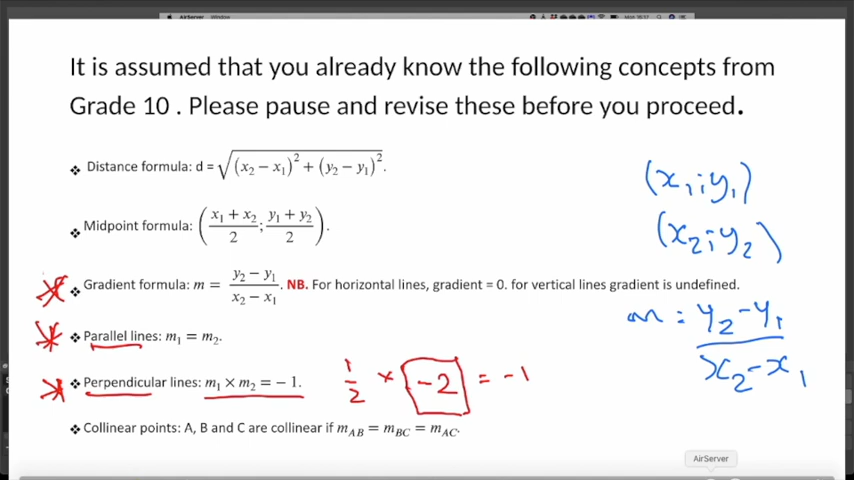 AirServer Window
It is assumed that you already know the following concepts from
Grade 10 . Please pause and revise these before you proceed.
❖ Distance formula: d = √((x₂ − x₁)² + (y₂ − y₁)²).
(x₁;y₁)
❖ Midpoint formula: ((x₁ + x₂)/2 ; (y₁ + y₂)/2).
(x₂;y₂)
❖ Gradient formula: m = (y₂ − y₁)/(x₂ − x₁). NB. For horizontal lines, gradient = 0. for vertical lines gradient is undefined.
m = (y₂-y₁)/(x₂-x₁)
❖ Parallel lines: m₁ = m₂.
❖ Perpendicular lines: m₁ × m₂ = − 1. 1/2 × -2 = -1
❖ Collinear points: A, B and C are collinear if m_AB = m_BC = m_AC.
AirServer